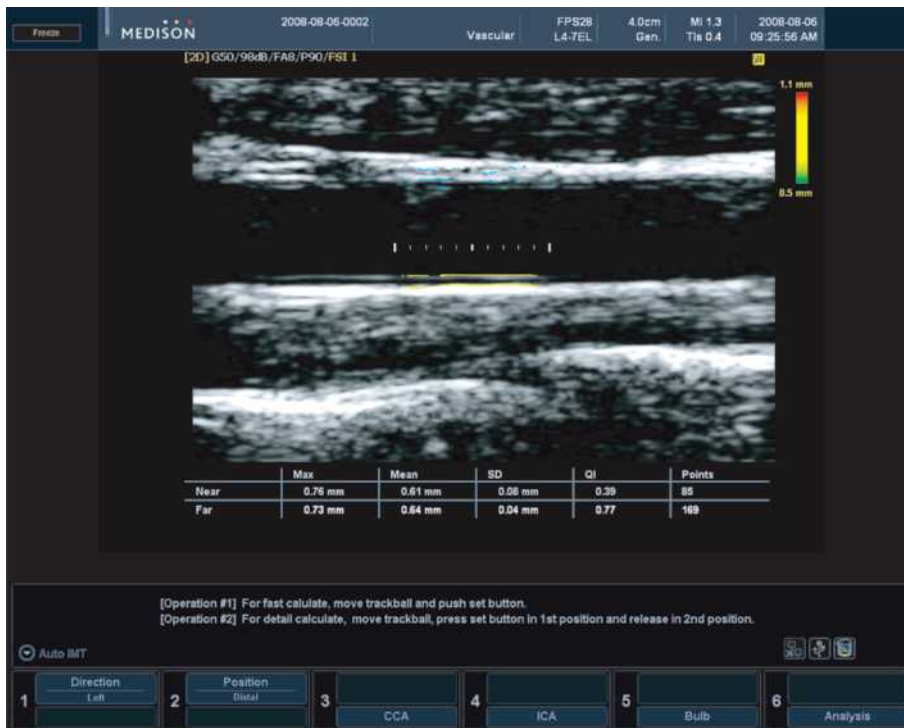 Freeze
MEDISON
2008-08-06-0002
Vascular
FPS28
L4-7EL
4.0cm
Gen.
MI 1.3
TIs 0.4
2008-08-06
09:25:56 AM
[2D] G50/98dB/FA8/P90/FSI 1
1.1 mm
0.5 mm
Max Mean SD QI Points
Near 0.76 mm 0.61 mm 0.08 mm 0.39 85
Far 0.73 mm 0.64 mm 0.04 mm 0.77 169
[Operation #1] For fast calulate, move trackball and push set button.
[Operation #2] For detail calculate, move trackball, press set button in 1st position and release in 2nd position.
Auto IMT
1 Direction
Left
2 Position
Distal
3
CCA
4
ICA
5
Bulb
6
Analysis